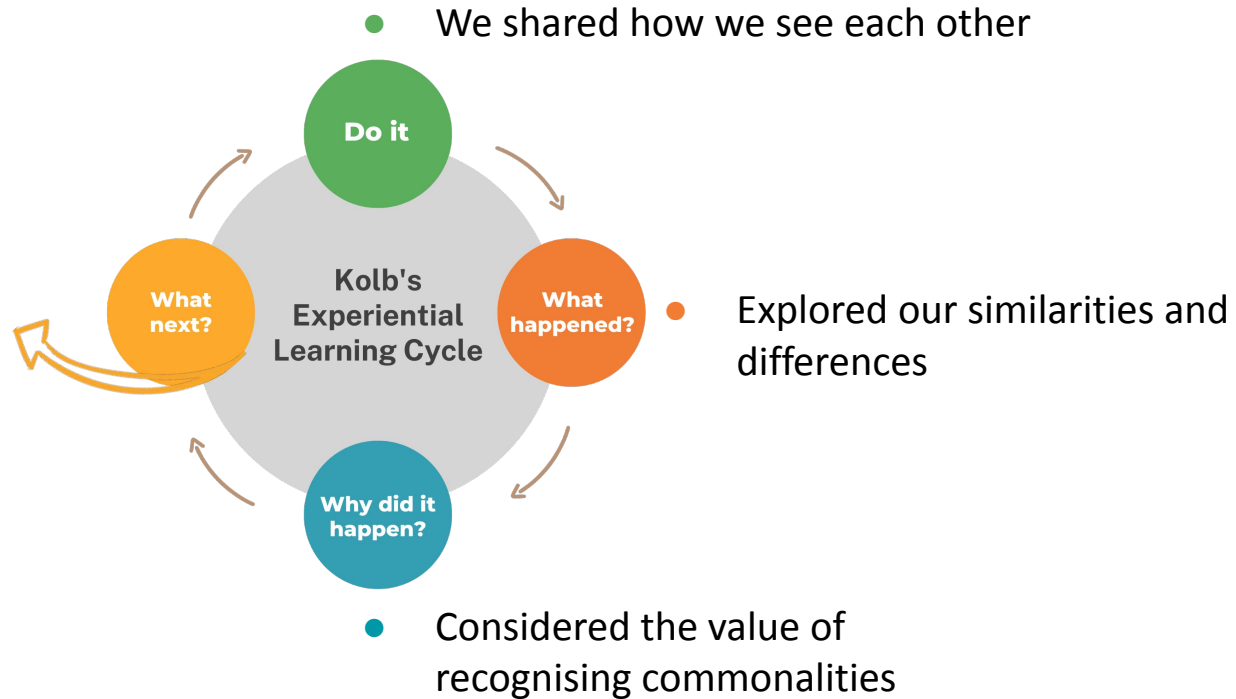 We shared how we see each other
Do it
What
next?
Kolb's
Experiential
Learning Cycle
What
happened?
Explored our similarities and
differences
Why did it
happen?
Considered the value of
recognising commonalities